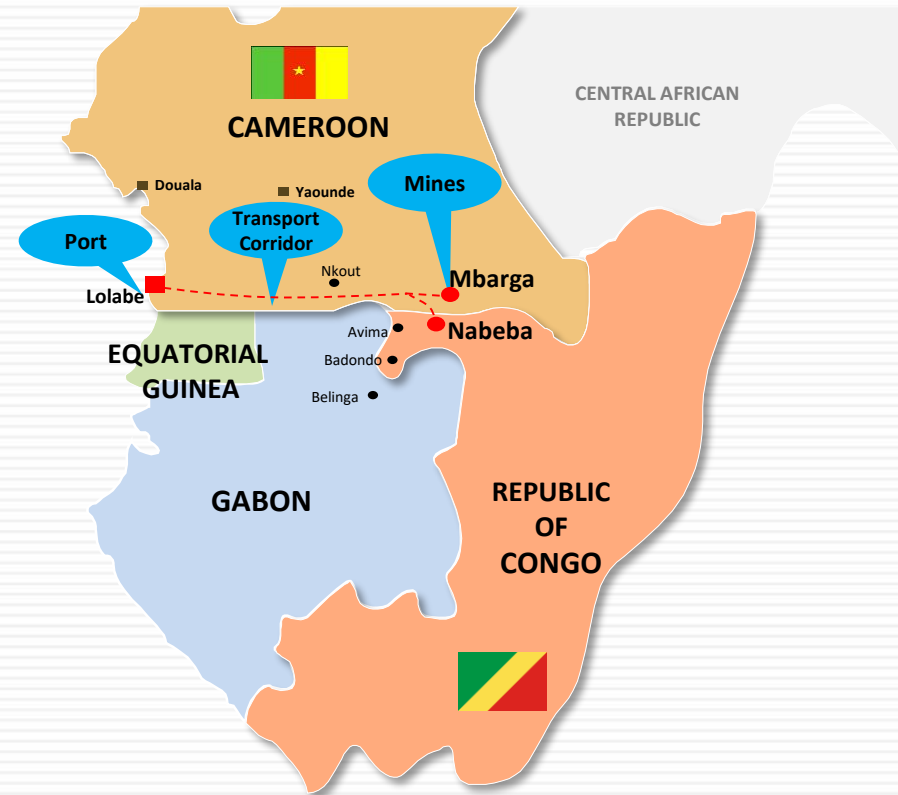 CENTRAL AFRICAN
REPUBLIC
CAMEROON
Douala
Yaounde
Mines
Port
Transport
Corridor
Nkout
Mbarga
Lolabe
Avima
Nabeba
EQUATORIAL
GUINEA
Badondo
Belinga
GABON
REPUBLIC
OF
CONGO